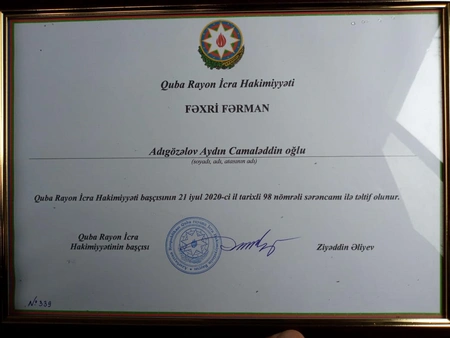 Quba Rayon İcra Hakimiyyəti
FƏXRİ FƏRMAN
Adıgözəlov Aydın Camaləddin oğlu
(soyadı, adı, atasının adı)
Quba Rayon İcra Hakimiyyəti başçısının 21 iyul 2020-ci il tarixli 98 nömrəli sərəncamı ilə təltif olunur.
Quba Rayon İcra
Hakimiyyətinin başçısı
Ziyəddin Əliyev
№ 338